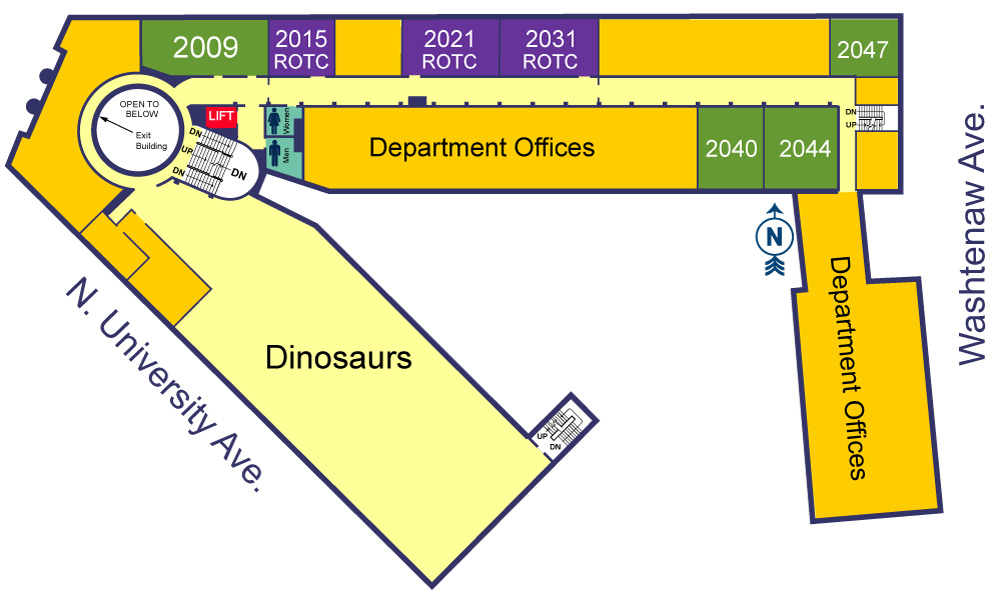 2009
2015
ROTC
2021
ROTC
2031
ROTC
2047
OPEN TO
BELOW
Exit
Building
LIFT
Women
Men
DN
UP
DN
DN
Department Offices
2040
2044
DN
UP
N
Washtenaw Ave.
Department Offices
N. University Ave.
Dinosaurs
UP
DN